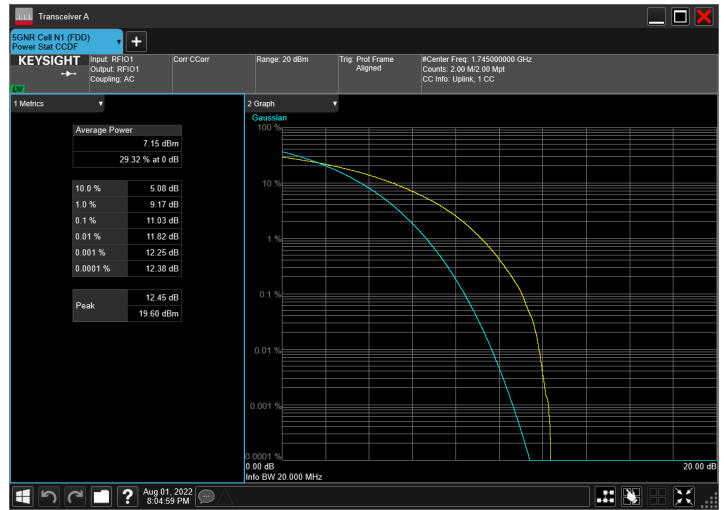 Transceiver A
5GNR Cell N1 (FDD)
Power Stat CCDF
KEYSIGHT
LXI
Input: RFIO1
Output: RFIO1
Coupling: AC
Corr CCorr
Range: 20 dBm
Trig: Prot Frame
Aligned
#Center Freq: 1.745000000 GHz
Counts: 2.00 M/2.00 Mpt
CC Info: Uplink, 1 CC
1 Metrics
Average Power
7.15 dBm
29.32 % at 0 dB
10.0 % 5.08 dB
1.0 % 9.17 dB
0.1 % 11.03 dB
0.01 % 11.82 dB
0.001 % 12.25 dB
0.0001 % 12.38 dB
Peak
12.45 dB
19.60 dBm
2 Graph
Gaussian
100 %
10 %
1 %
0.1 %
0.01 %
0.001 %
0.0001 %
0.00 dB
20.00 dB
Info BW 20.000 MHz
?
Aug 01, 2022
8:04:59 PM